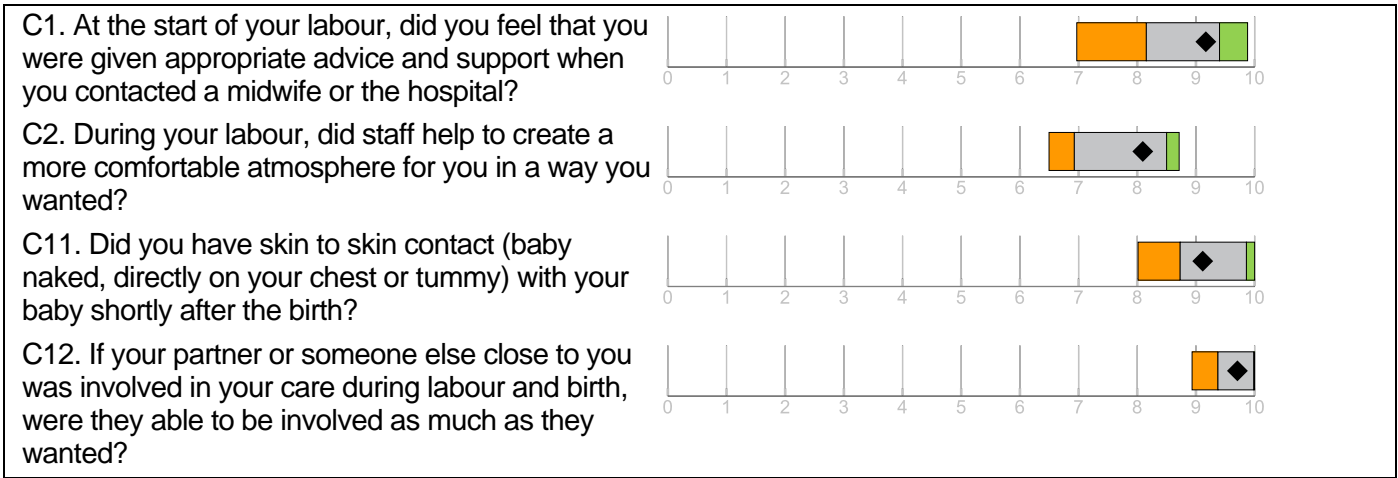 C1. At the start of your labour, did you feel that you
were given appropriate advice and support when
you contacted a midwife or the hospital?
0 1 2 3 4 5 6 7 8 9 10
C2. During your labour, did staff help to create a
more comfortable atmosphere for you in a way you
wanted?
0 1 2 3 4 5 6 7 8 9 10
C11. Did you have skin to skin contact (baby
naked, directly on your chest or tummy) with your
baby shortly after the birth?
0 1 2 3 4 5 6 7 8 9 10
C12. If your partner or someone else close to you
was involved in your care during labour and birth,
were they able to be involved as much as they
wanted?
0 1 2 3 4 5 6 7 8 9 10